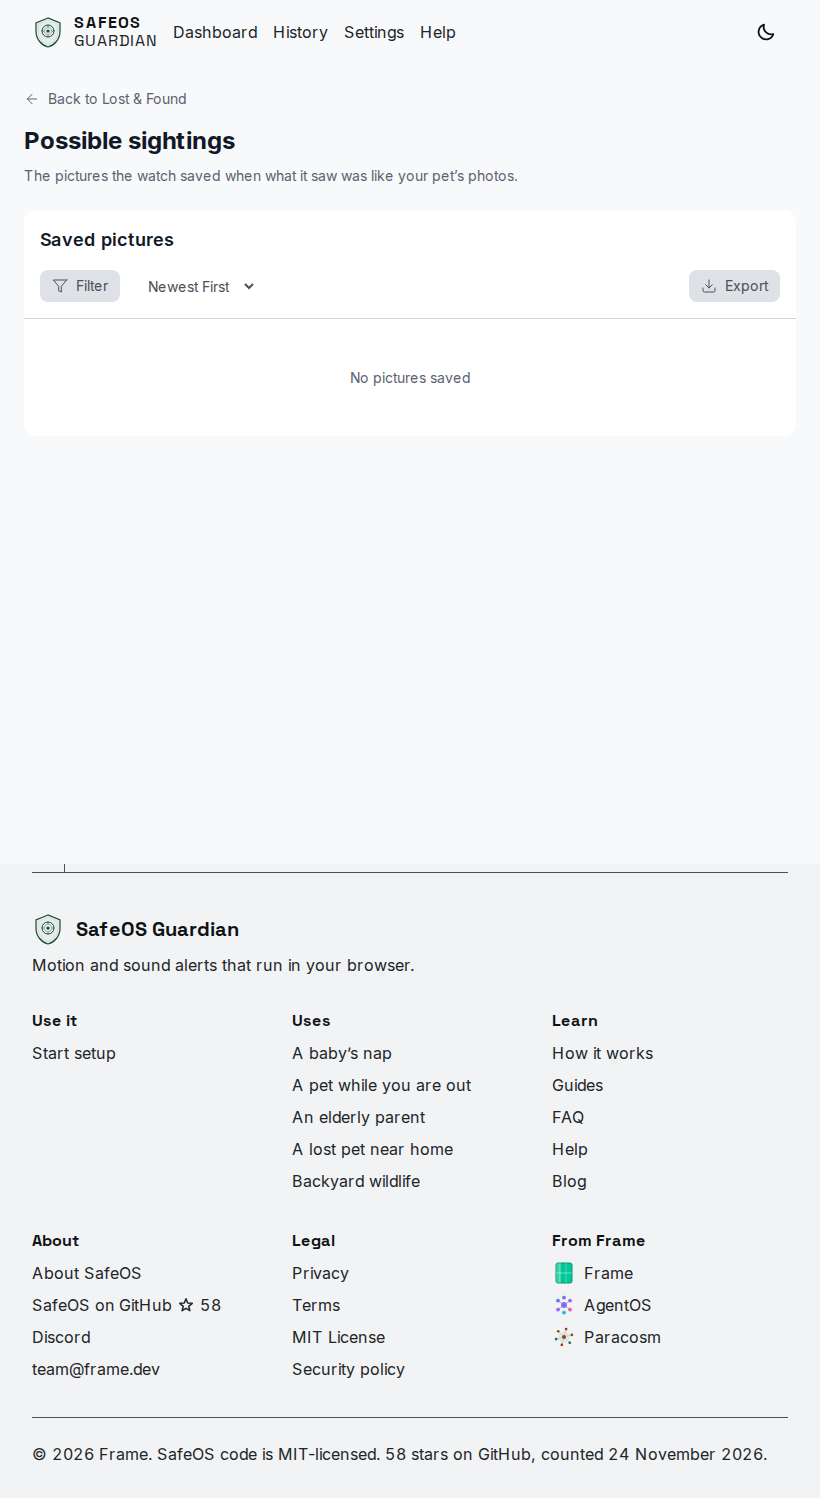 SAFEOS
GUARDIAN
Dashboard
History
Settings
Help
Back to Lost & Found
Possible sightings
The pictures the watch saved when what it saw was like your pet's photos.
Saved pictures
Filter
Newest First
Export
No pictures saved
SafeOS Guardian
Motion and sound alerts that run in your browser.
Use it
Start setup
Uses
A baby's nap
A pet while you are out
An elderly parent
A lost pet near home
Backyard wildlife
Learn
How it works
Guides
FAQ
Help
Blog
About
About SafeOS
SafeOS on GitHub ☆ 58
Discord
team@frame.dev
Legal
Privacy
Terms
MIT License
Security policy
From Frame
Frame
AgentOS
Paracosm
© 2026 Frame. SafeOS code is MIT-licensed. 58 stars on GitHub, counted 24 November 2026.